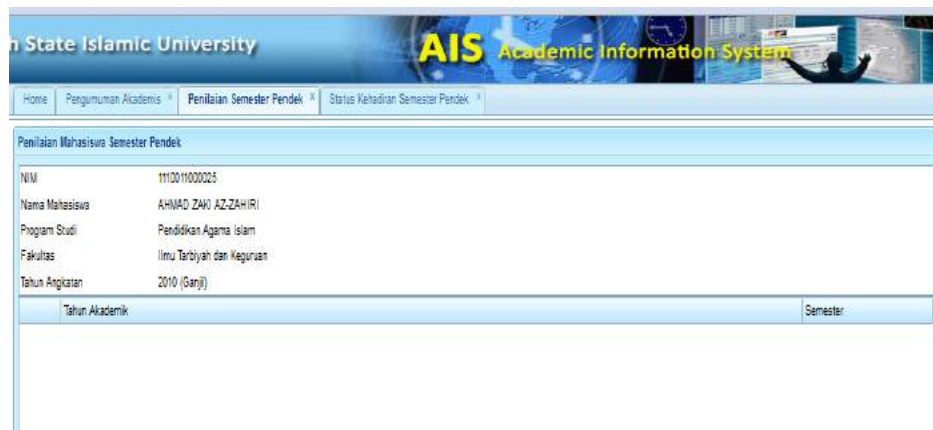 h State Islamic University
AIS Academic Information System
Home Pengumuman Akademis x Penilaian Semester Pendek x Status Kehadiran Semester Pendek x
Penilaian Mahasiswa Semester Pendek
NIM 1110011000025
Nama Mahasiswa AHMAD ZAKI AZ-ZAHIRI
Program Studi Pendidikan Agama Islam
Fakultas Ilmu Tarbiyah dan Keguruan
Tahun Angkatan 2010 (Ganjil)
Tahun Akademik Semester